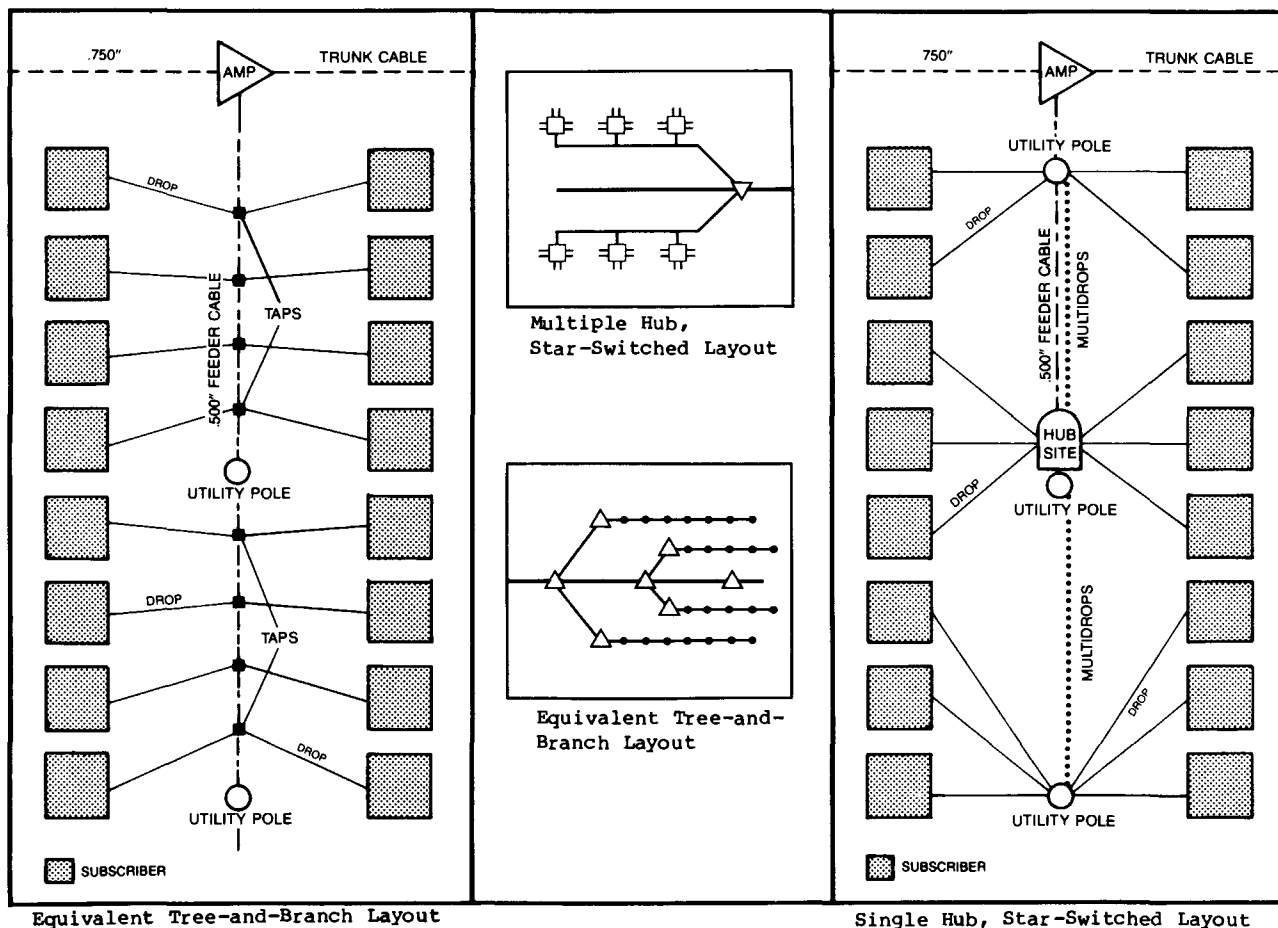 .750"
AMP
TRUNK CABLE
DROP
.500" FEEDER CABLE
TAPS
UTILITY POLE
DROP
TAPS
DROP
UTILITY POLE
SUBSCRIBER
Equivalent Tree-and-Branch Layout
Multiple Hub,
Star-Switched Layout
Equivalent Tree-and-
Branch Layout
750"
AMP
TRUNK CABLE
UTILITY POLE
DROP
.500" FEEDER CABLE
MULTIDROPS
HUB
SITE
DROP
UTILITY POLE
MULTIDROPS
DROP
UTILITY POLE
SUBSCRIBER
Single Hub, Star-Switched Layout